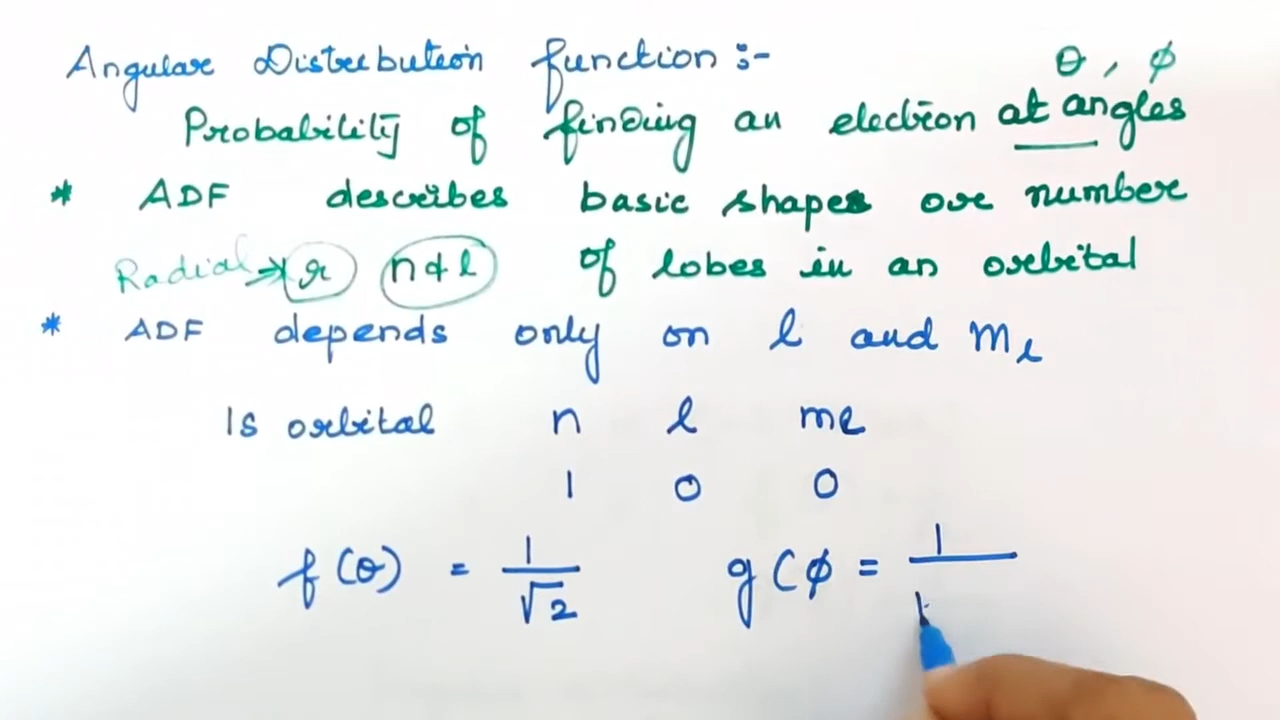 Angular Distribution function :-
θ, ϕ
Probability of finding an electron at angles
* ADF describes basic shapes or number
Radial → r n & l of lobes in an orbital
* ADF depends only on l and ml
1s orbital n l ml
1 0 0
f(θ) = 1/√2 g(ϕ = 1/